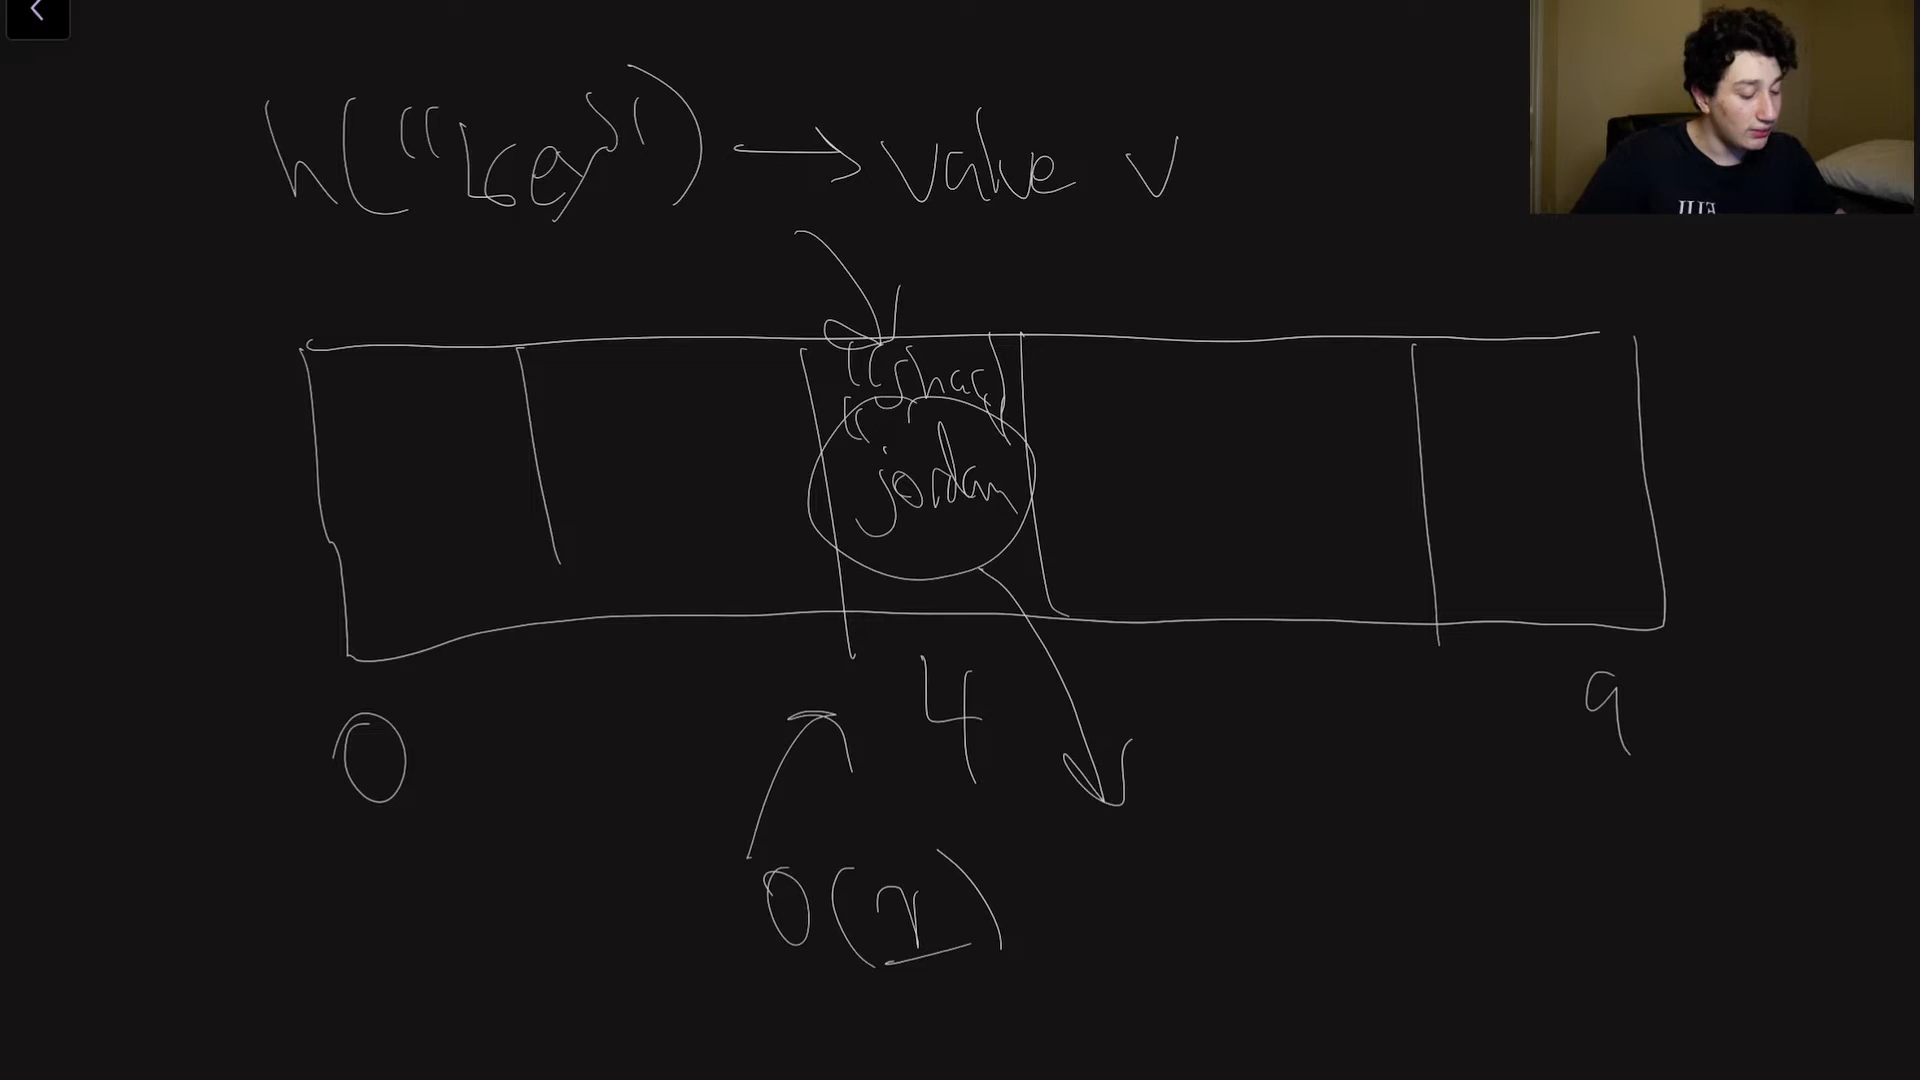 h("key") → value v
"shaq"
"jordan
0 4 9
O(1)